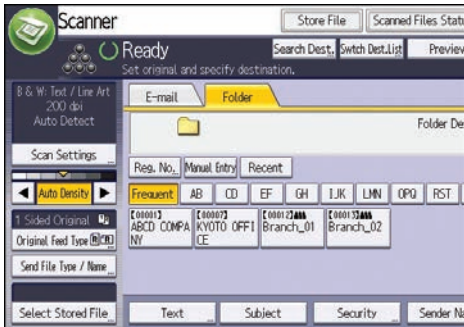 Scanner
Store File
Scanned Files Statu
Ready
Search Dest.
Swtch Dest.List
Preview
Set original and specify destination.
B & W: Text / Line Art
200 dpi
Auto Detect
Scan Settings
Auto Density
1 Sided Original
Original Feed Type
Send File Type / Name
Select Stored File
E-mail
Folder
Folder De
Reg. No.
Manual Entry
Recent
Frequent
AB
CD
EF
GH
IJK
LMN
OPQ
RST
[00001]
ABCD COMPA
NY
[00007]
KYOTO OFFI
CE
[00012]
Branch_01
[00013]
Branch_02
Text
Subject
Security
Sender Na